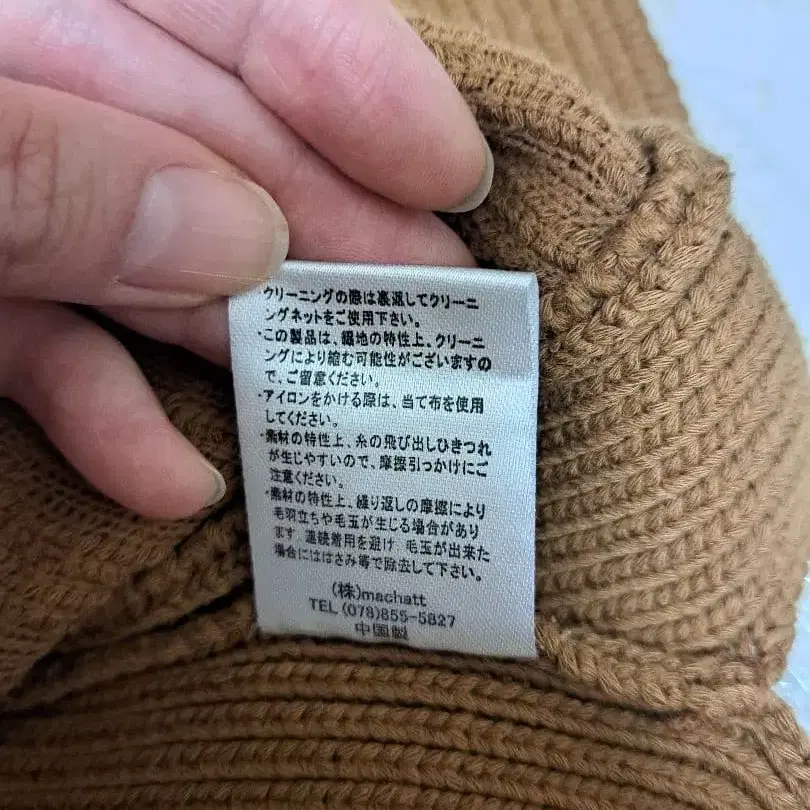 クリーニングの際は裏返してクリーニ
ングネットをご使用下さい。
・この製品は、編地の特性上、クリーニ
ングにより縮む可能性がございますの
で、ご留意ください。
・アイロンをかける際は、当て布を使用
してください。
・素材の特性上、糸の飛び出しひきつれ
が生じやすいので、摩擦引っかけにご
注意ください。
・素材の特性上、繰り返しの摩擦により
毛羽立ちや毛玉が生じる場合があり
ます 連続着用を避け 毛玉が出来た
場合にははさみ等で除去して下さい。
(株)machatt
TEL (078)855-5827
中国製